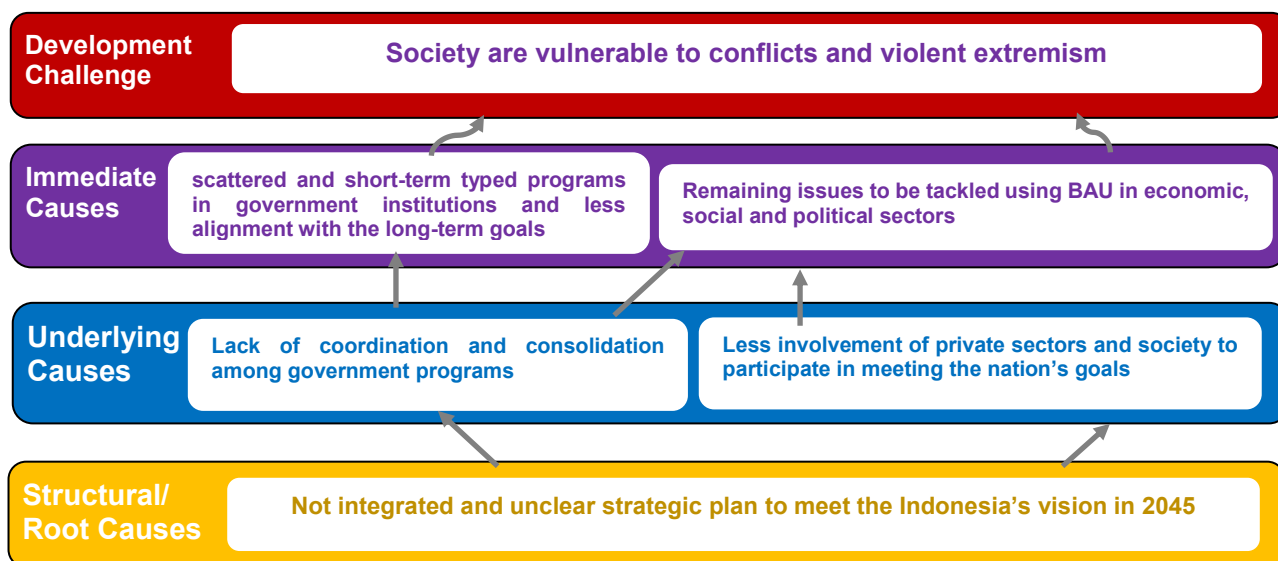 Development
Challenge
Society are vulnerable to conflicts and violent extremism
Immediate
Causes
scattered and short-term typed programs
in government institutions and less
alignment with the long-term goals
Remaining issues to be tackled using BAU in economic,
social and political sectors
Underlying
Causes
Lack of coordination and consolidation
among government programs
Less involvement of private sectors and society to
participate in meeting the nation’s goals
Structural/
Root Causes
Not integrated and unclear strategic plan to meet the Indonesia’s vision in 2045